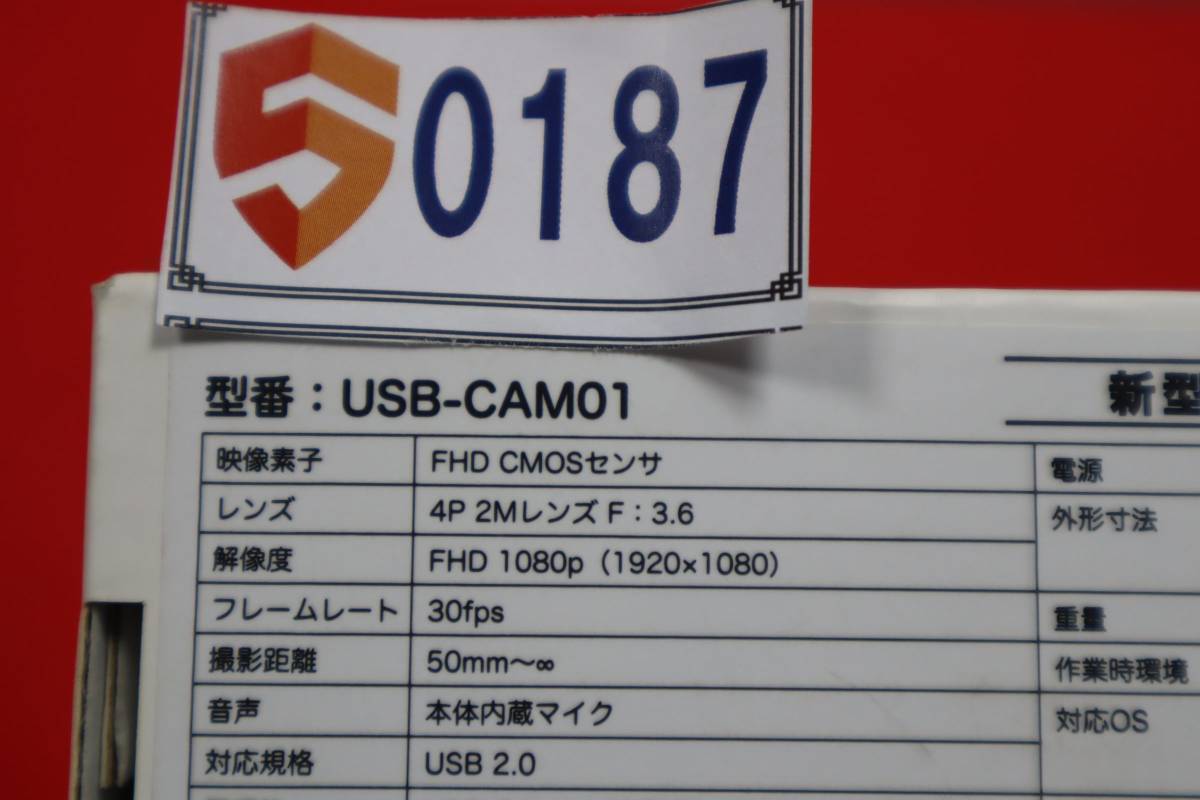 0187
型番：USB-CAM01
新型
映像素子 FHD CMOSセンサ 電源
レンズ 4P 2Mレンズ F：3.6 外形寸法
解像度 FHD 1080p（1920×1080）
フレームレート 30fps 重量
撮影距離 50mm〜∞ 作業時環境
音声 本体内蔵マイク 対応OS
対応規格 USB 2.0